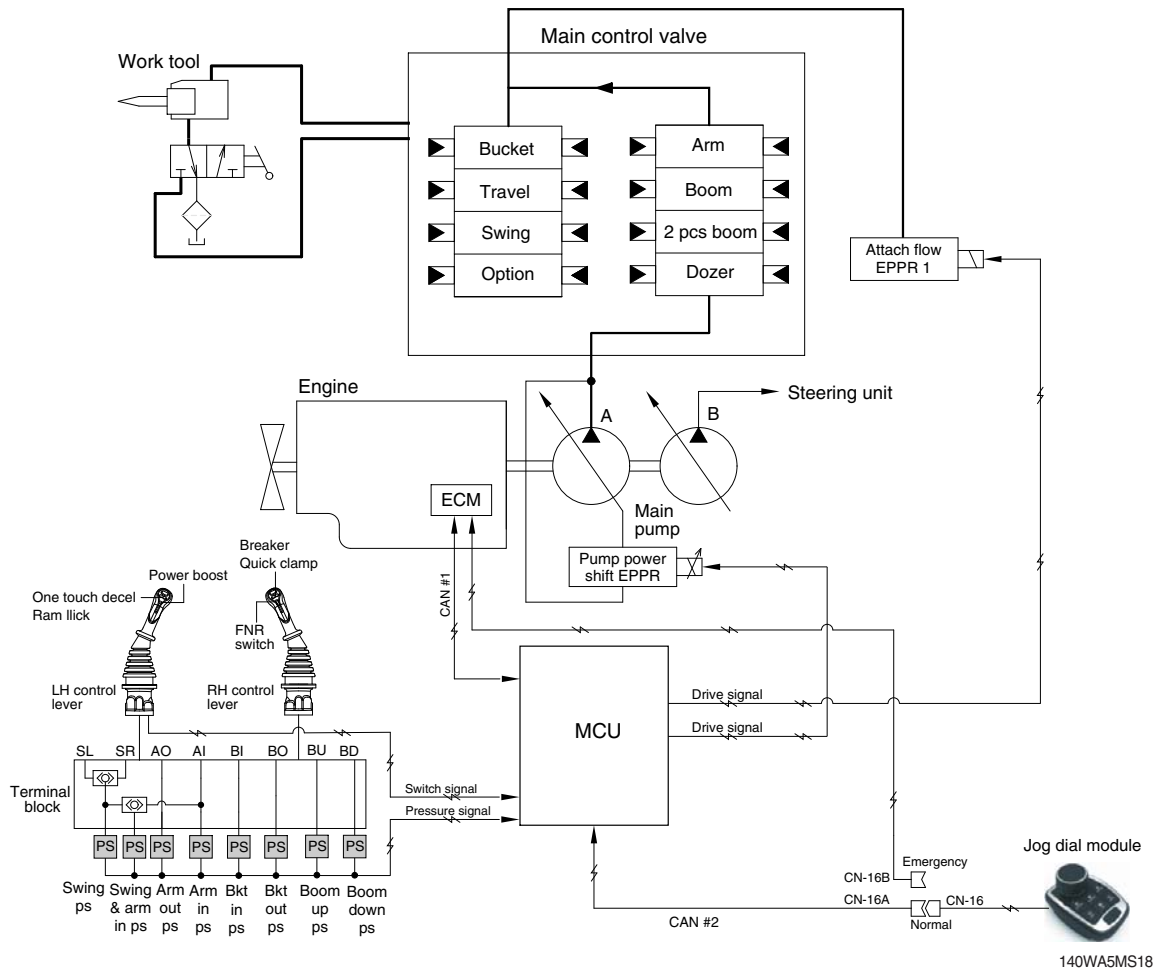 Main control valve
Work tool
Bucket
Travel
Swing
Option
Arm
Boom
2 pcs boom
Dozer
Attach flow
EPPR 1
Engine
A
B
Steering unit
ECM
Main
pump
Pump power
shift EPPR
CAN #1
Breaker
Quick clamp
Power boost
One touch decel
Ram llick
FNR
switch
LH control
lever
RH control
lever
MCU
Drive signal
Drive signal
SL
SR
AO
AI
BI
BO
BU
BD
Terminal
block
Switch signal
Pressure signal
PS
PS
PS
PS
PS
PS
PS
PS
Swing
ps
Swing
& arm
in ps
Arm
out
ps
Arm
in
ps
Bkt
in
ps
Bkt
out
ps
Boom
up
ps
Boom
down
ps
Jog dial module
Emergency
CN-16B
CN-16A
CN-16
Normal
CAN #2
140WA5MS18